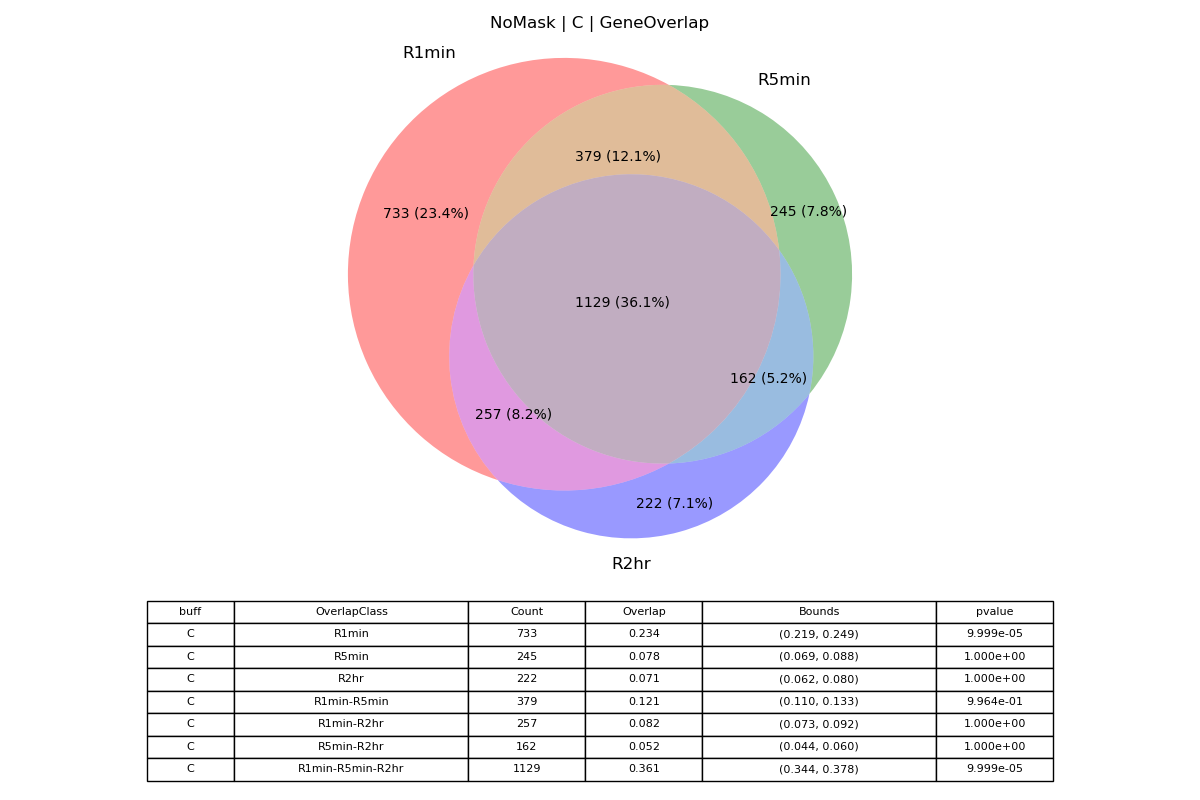 NoMask | C | GeneOverlap
R1min
R5min
379 (12.1%)
733 (23.4%)
245 (7.8%)
1129 (36.1%)
162 (5.2%)
257 (8.2%)
222 (7.1%)
R2hr
buff OverlapClass Count Overlap Bounds pvalue
C R1min 733 0.234 (0.219, 0.249) 9.999e-05
C R5min 245 0.078 (0.069, 0.088) 1.000e+00
C R2hr 222 0.071 (0.062, 0.080) 1.000e+00
C R1min-R5min 379 0.121 (0.110, 0.133) 9.964e-01
C R1min-R2hr 257 0.082 (0.073, 0.092) 1.000e+00
C R5min-R2hr 162 0.052 (0.044, 0.060) 1.000e+00
C R1min-R5min-R2hr 1129 0.361 (0.344, 0.378) 9.999e-05